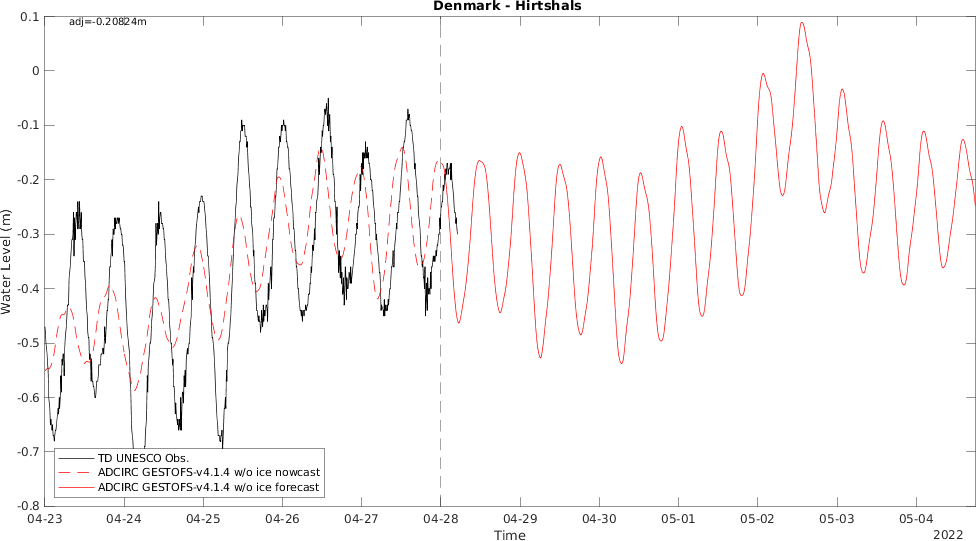 Denmark - Hirtshals
adj=-0.20824m
0.1
0
-0.1
-0.2
-0.3
-0.4
-0.5
-0.6
-0.7
-0.8
Water Level (m)
TD UNESCO Obs.
ADCIRC GESTOFS-v4.1.4 w/o ice nowcast
ADCIRC GESTOFS-v4.1.4 w/o ice forecast
04-23 04-24 04-25 04-26 04-27 04-28 04-29 04-30 05-01 05-02 05-03 05-04
Time
2022